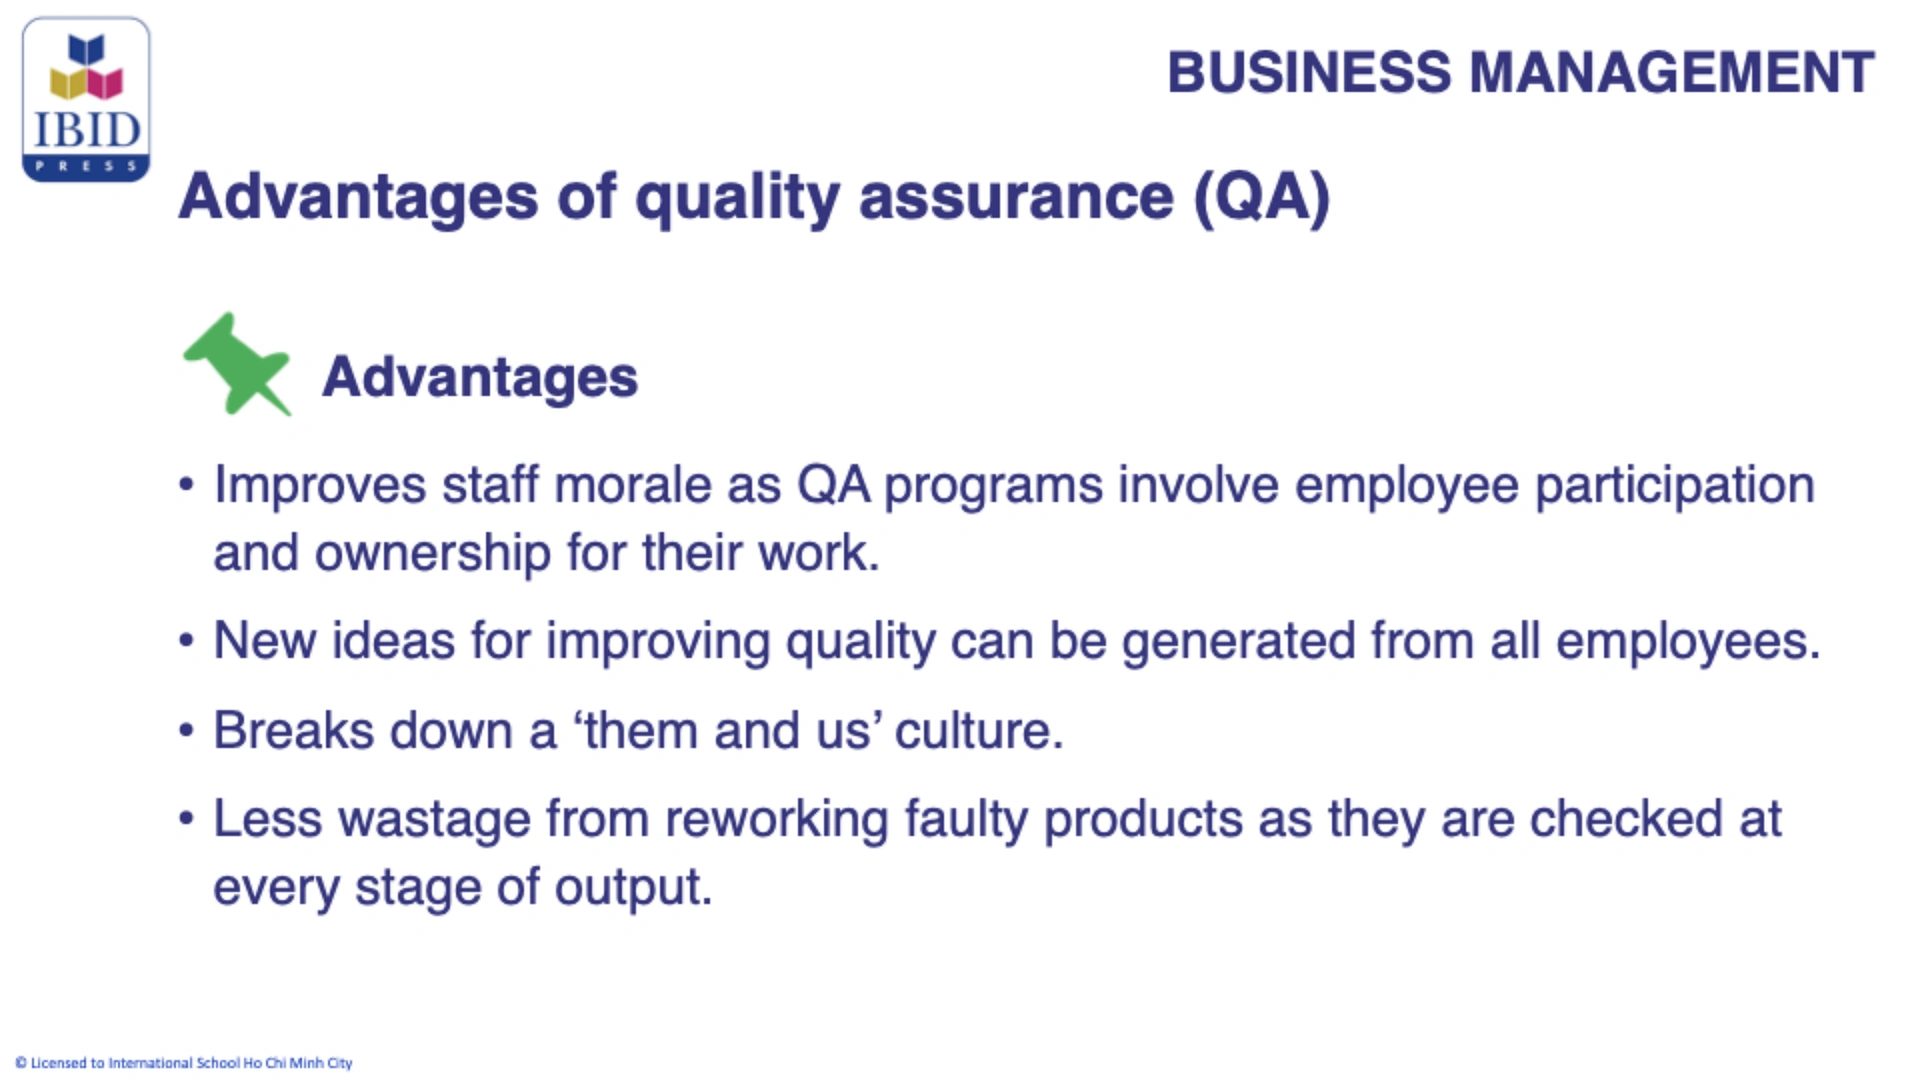 IBID
PRESS
BUSINESS MANAGEMENT
Advantages of quality assurance (QA)
Advantages
• Improves staff morale as QA programs involve employee participation
and ownership for their work.
• New ideas for improving quality can be generated from all employees.
• Breaks down a ‘them and us’ culture.
• Less wastage from reworking faulty products as they are checked at
every stage of output.
© Licensed to International School Ho Chi Minh City